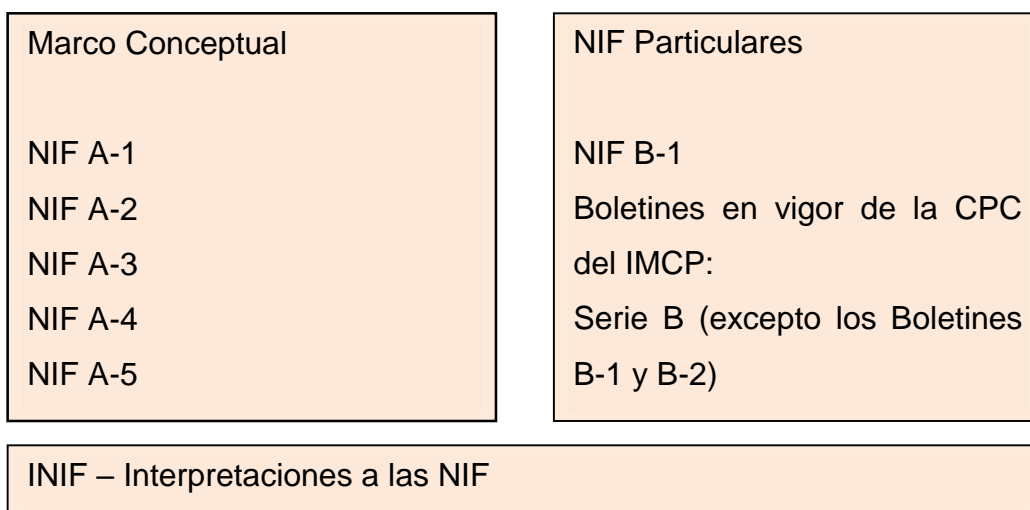 Marco Conceptual
NIF A-1
NIF A-2
NIF A-3
NIF A-4
NIF A-5
NIF Particulares
NIF B-1
Boletines en vigor de la CPC
del IMCP:
Serie B (excepto los Boletines
B-1 y B-2)
INIF – Interpretaciones a las NIF